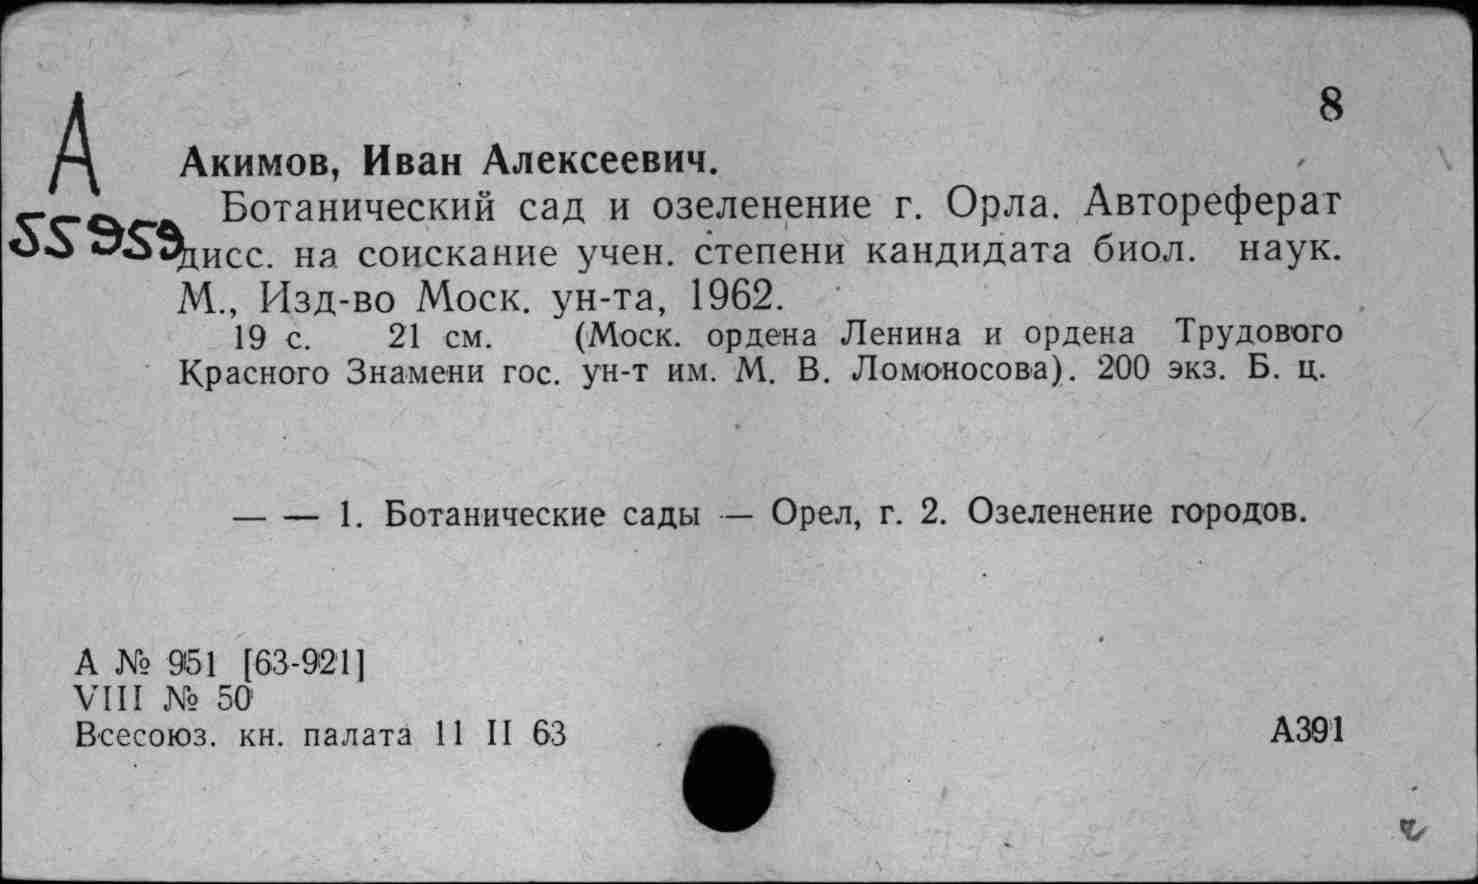 8
А
Акимов, Иван Алексеевич.
Ботанический сад и озеленение г. Орла. Автореферат
55959
дисс. на соискание учен. степени кандидата биол. наук.
М., Изд-во Моск. ун-та, 1962.
19 с. 21 см. (Моск. ордена Ленина и ордена Трудового
Красного Знамени гос. ун-т им. М. В. Ломоносова). 200 экз. Б. ц.
— — 1. Ботанические сады — Орел, г. 2. Озеленение городов.
А № 951 [63-921]
VIII № 50
Всесоюз. кн. палата 11 II 63
А391